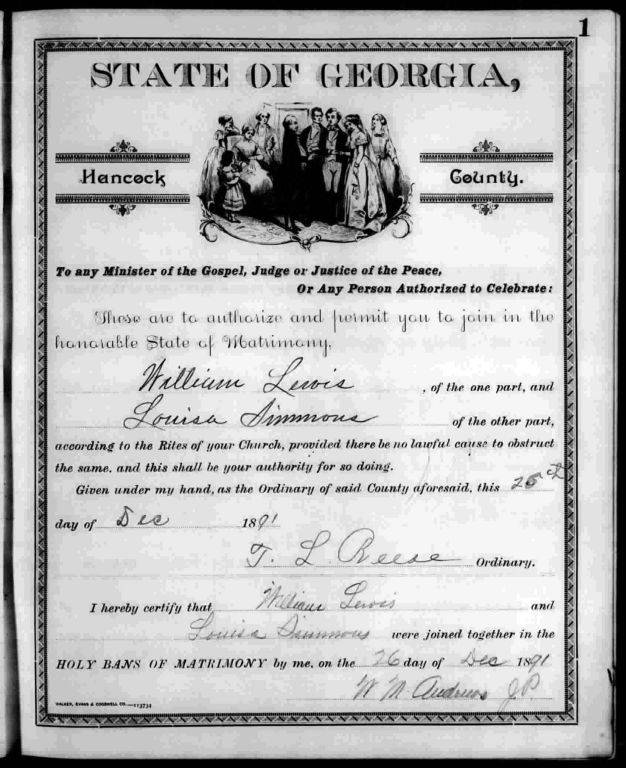 1
STATE OF GEORGIA,
Hancock County.
To any Minister of the Gospel, Judge or Justice of the Peace,
Or Any Person Authorized to Celebrate:
These are to authorize and permit you to join in the
honorable State of Matrimony,
William Lewis , of the one part, and
Louisa Simmons of the other part,
according to the Rites of your Church, provided there be no lawful cause to obstruct
the same, and this shall be your authority for so doing.
Given under my hand, as the Ordinary of said County aforesaid, this 25th
day of Dec 1891
T. L. Reese Ordinary.
I hereby certify that William Lewis and
Louisa Simmons were joined together in the
HOLY BANS OF MATRIMONY by me, on the 26 day of Dec 1891
W. M. Andrews J.P.
WALKER, EVANS & COGSWELL CO.—113734